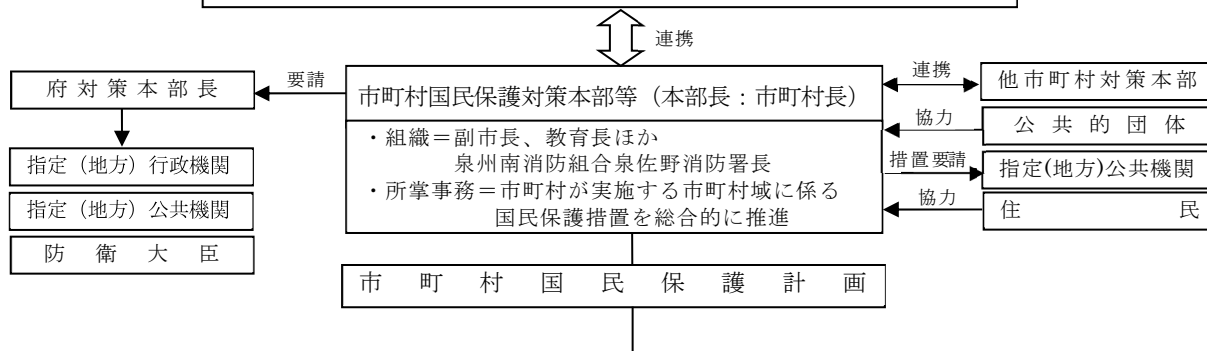 連携
府対策本部長
要請
市町村国民保護対策本部等（本部長：市町村長）
連携
他市町村対策本部
・組織＝副市長、教育長ほか
泉州南消防組合泉佐野消防署長
・所掌事務＝市町村が実施する市町村域に係る
国民保護措置を総合的に推進
協力
公共的団体
措置要請
指定(地方)公共機関
協力
住民
指定（地方）行政機関
指定（地方）公共機関
防衛大臣
市町村国民保護計画